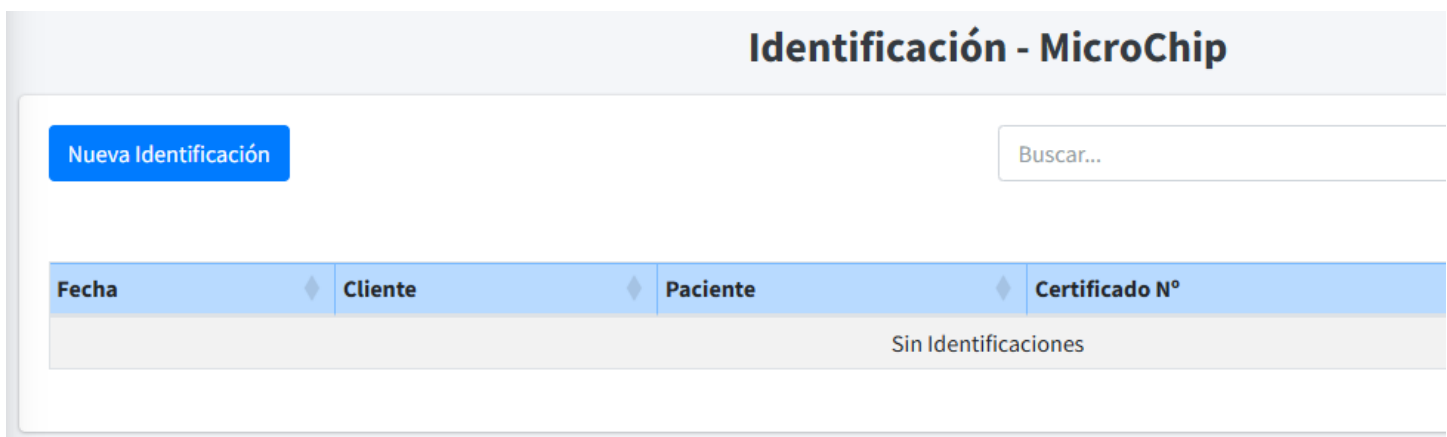 Identificación - MicroChip
Nueva Identificación
Buscar...
Fecha Cliente Paciente Certificado Nº
Sin Identificaciones